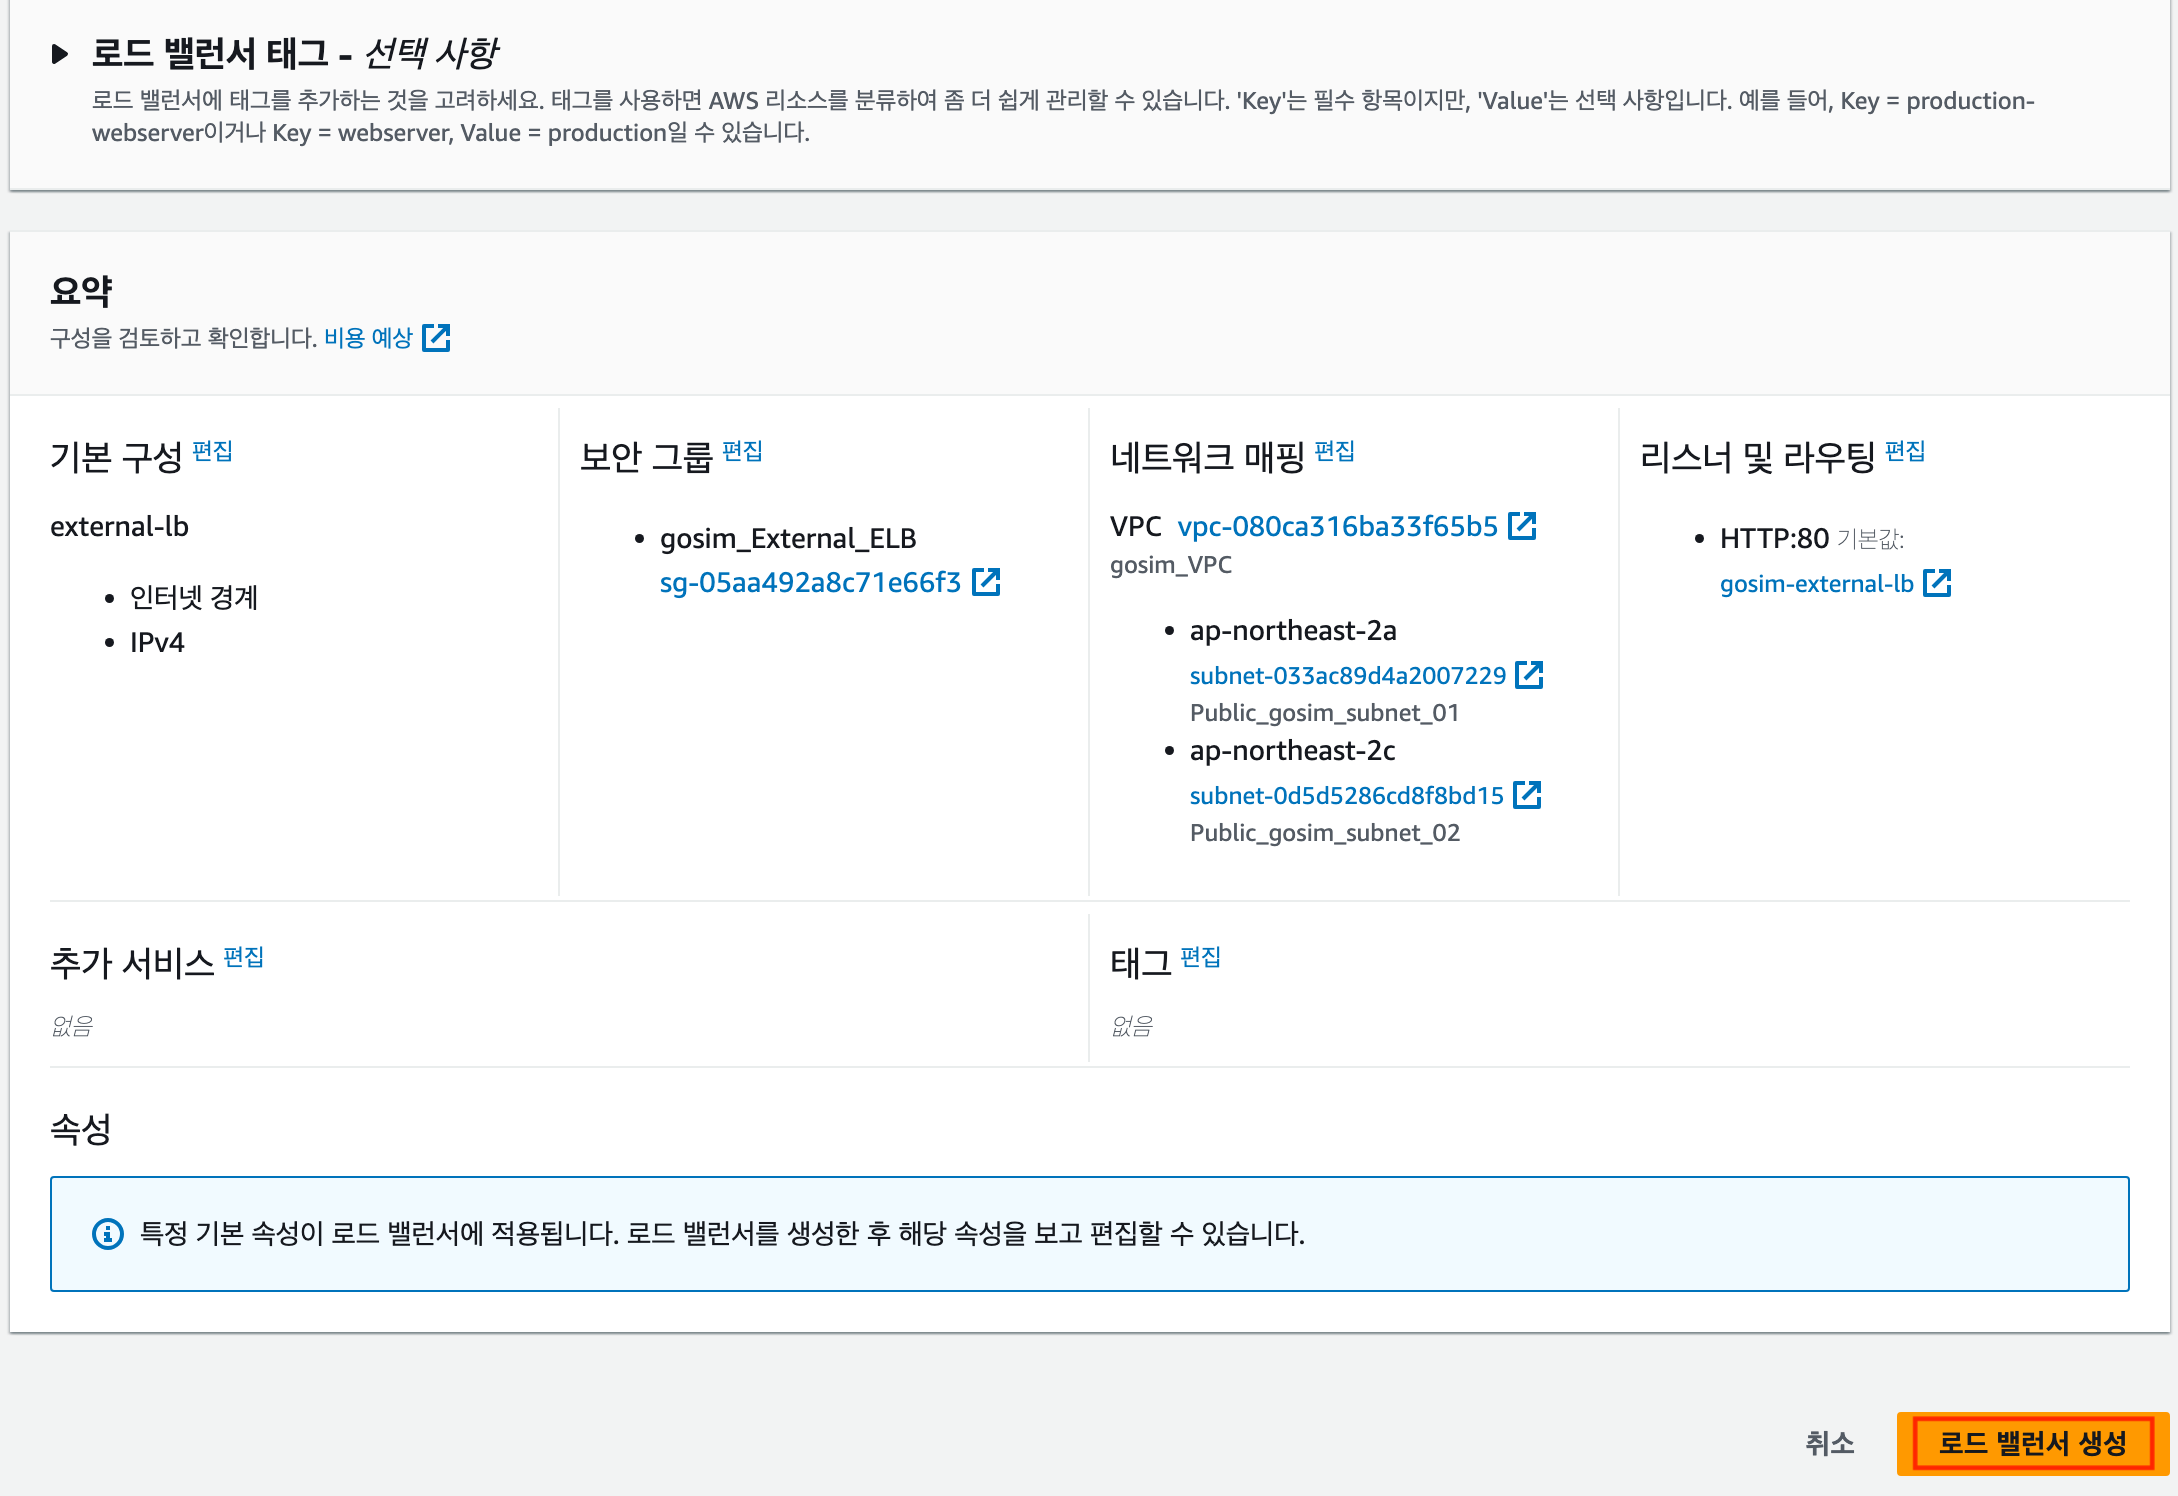 로드 밸런서 태그 - 선택 사항
로드 밸런서에 태그를 추가하는 것을 고려하세요. 태그를 사용하면 AWS 리소스를 분류하여 좀 더 쉽게 관리할 수 있습니다. 'Key'는 필수 항목이지만, 'Value'는 선택 사항입니다. 예를 들어, Key = production-
webserver이거나 Key = webserver, Value = production일 수 있습니다.
요약
구성을 검토하고 확인합니다. 비용 예상
기본 구성 편집
external-lb
인터넷 경계
IPv4
보안 그룹 편집
gosim_External_ELB
sg-05aa492a8c71e66f3
네트워크 매핑 편집
VPC vpc-080ca316ba33f65b5
gosim_VPC
ap-northeast-2a
subnet-033ac89d4a2007229
Public_gosim_subnet_01
ap-northeast-2c
subnet-0d5d5286cd8f8bd15
Public_gosim_subnet_02
리스너 및 라우팅 편집
HTTP:80 기본값:
gosim-external-lb
추가 서비스 편집
없음
태그 편집
없음
속성
특정 기본 속성이 로드 밸런서에 적용됩니다. 로드 밸런서를 생성한 후 해당 속성을 보고 편집할 수 있습니다.
취소
로드 밸런서 생성